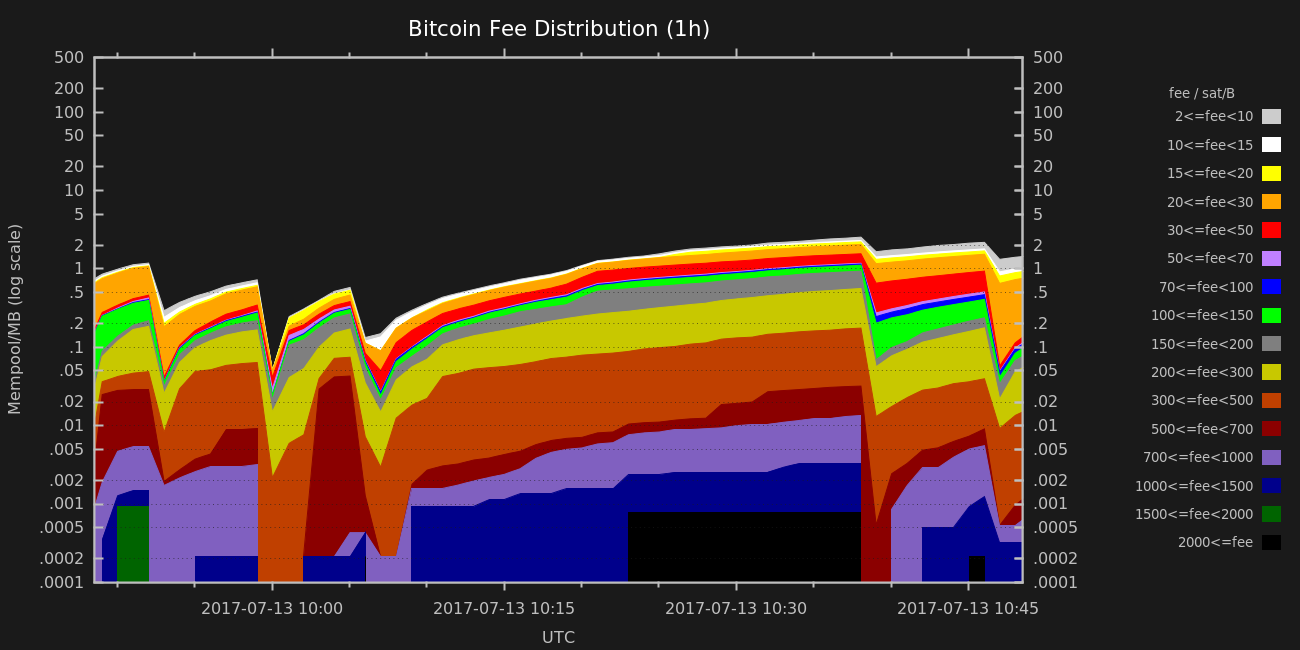 Bitcoin Fee Distribution (1h)
500 500
200 200
100 100
50 50
20 20
10 10
5 5
2 2
1 1
.5 .5
.2 .2
.1 .1
.05 .05
.02 .02
.01 .01
.005 .005
.002 .002
.001 .001
.0005 .0005
.0002 .0002
.0001 .0001
Mempool/MB (log scale)
2017-07-13 10:00 2017-07-13 10:15 2017-07-13 10:30 2017-07-13 10:45
UTC
fee / sat/B
2<=fee<10
10<=fee<15
15<=fee<20
20<=fee<30
30<=fee<50
50<=fee<70
70<=fee<100
100<=fee<150
150<=fee<200
200<=fee<300
300<=fee<500
500<=fee<700
700<=fee<1000
1000<=fee<1500
1500<=fee<2000
2000<=fee